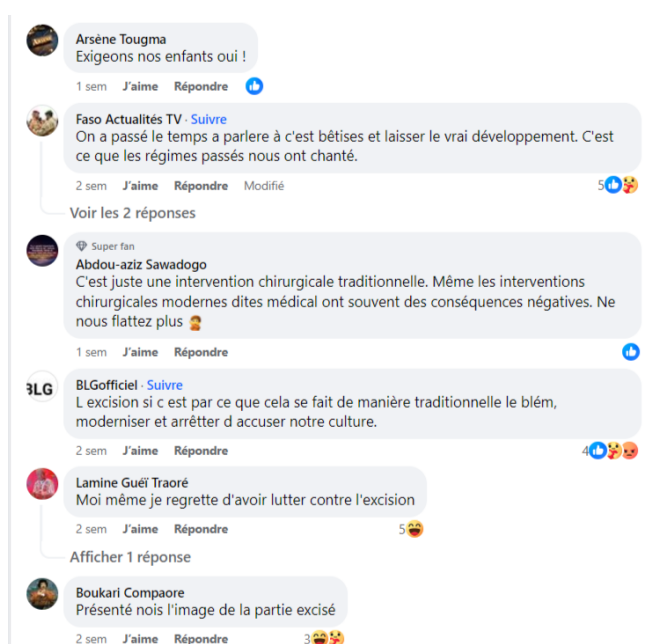 Arsène Tougma
Exigeons nos enfants oui !
1 sem J'aime Répondre
Faso Actualités TV · Suivre
On a passé le temps a parlere à c'est bêtises et laisser le vrai développement. C'est
ce que les régimes passés nous ont chanté.
2 sem J'aime Répondre Modifié 5
Voir les 2 réponses
Super fan
Abdou-aziz Sawadogo
C'est juste une intervention chirurgicale traditionnelle. Même les interventions
chirurgicales modernes dites médical ont souvent des conséquences négatives. Ne
nous flattez plus
1 sem J'aime Répondre
BLG
BLGofficiel · Suivre
L excision si c est par ce que cela se fait de manière traditionnelle le blém,
moderniser et arrêtter d accuser notre culture.
2 sem J'aime Répondre 4
Lamine Gueï Traoré
Moi même je regrette d'avoir lutter contre l'excision
2 sem J'aime Répondre 5
Afficher 1 réponse
Boukari Compaore
Présenté nois l'image de la partie excisé
2 sem J'aime Répondre 3